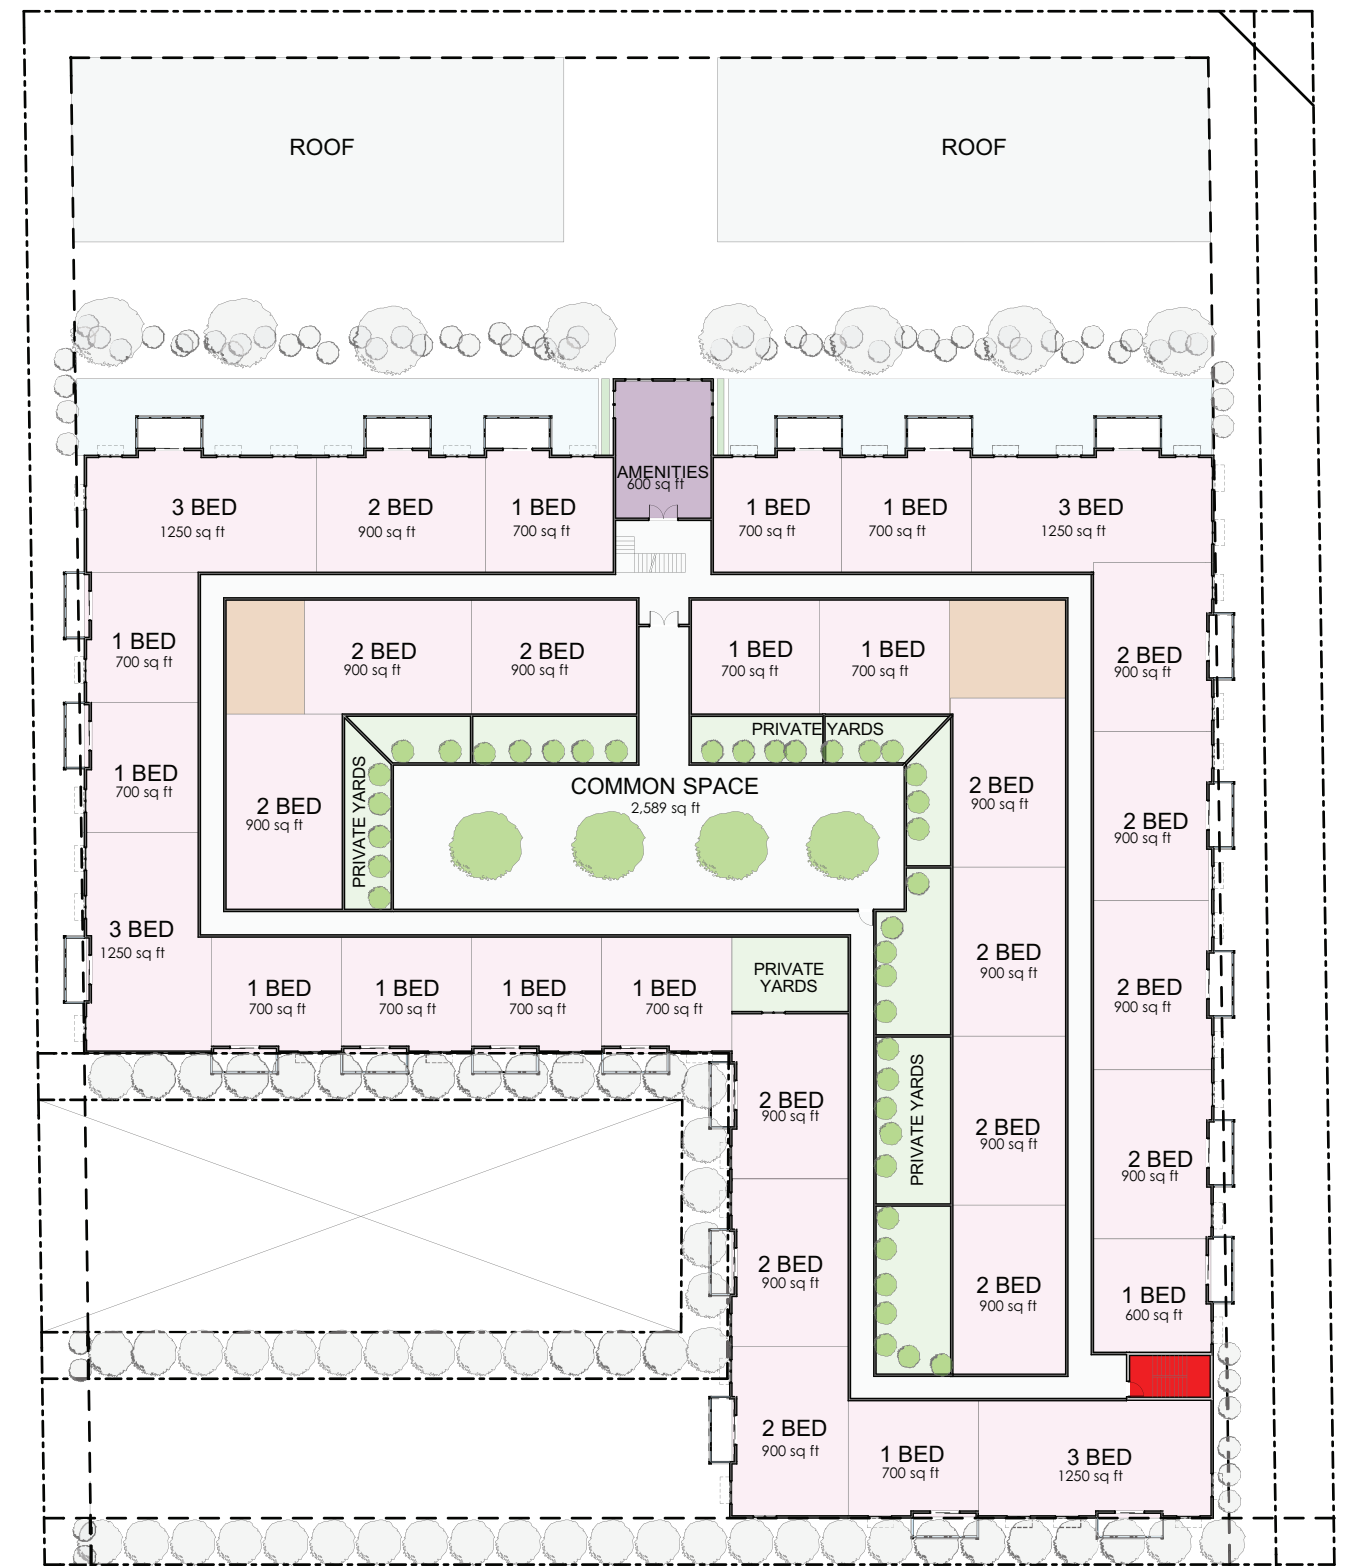 ROOF
ROOF
AMENITIES
600 sq ft
3 BED
1250 sq ft
2 BED
900 sq ft
1 BED
700 sq ft
1 BED
700 sq ft
1 BED
700 sq ft
3 BED
1250 sq ft
1 BED
700 sq ft
2 BED
900 sq ft
2 BED
900 sq ft
1 BED
700 sq ft
1 BED
700 sq ft
2 BED
900 sq ft
PRIVATE YARDS
1 BED
700 sq ft
2 BED
900 sq ft
PRIVATE YARDS
COMMON SPACE
2,589 sq ft
2 BED
900 sq ft
2 BED
900 sq ft
3 BED
1250 sq ft
1 BED
700 sq ft
1 BED
700 sq ft
1 BED
700 sq ft
1 BED
700 sq ft
PRIVATE
YARDS
2 BED
900 sq ft
2 BED
900 sq ft
2 BED
900 sq ft
PRIVATE YARDS
2 BED
900 sq ft
2 BED
900 sq ft
2 BED
900 sq ft
2 BED
900 sq ft
1 BED
600 sq ft
2 BED
900 sq ft
1 BED
700 sq ft
3 BED
1250 sq ft